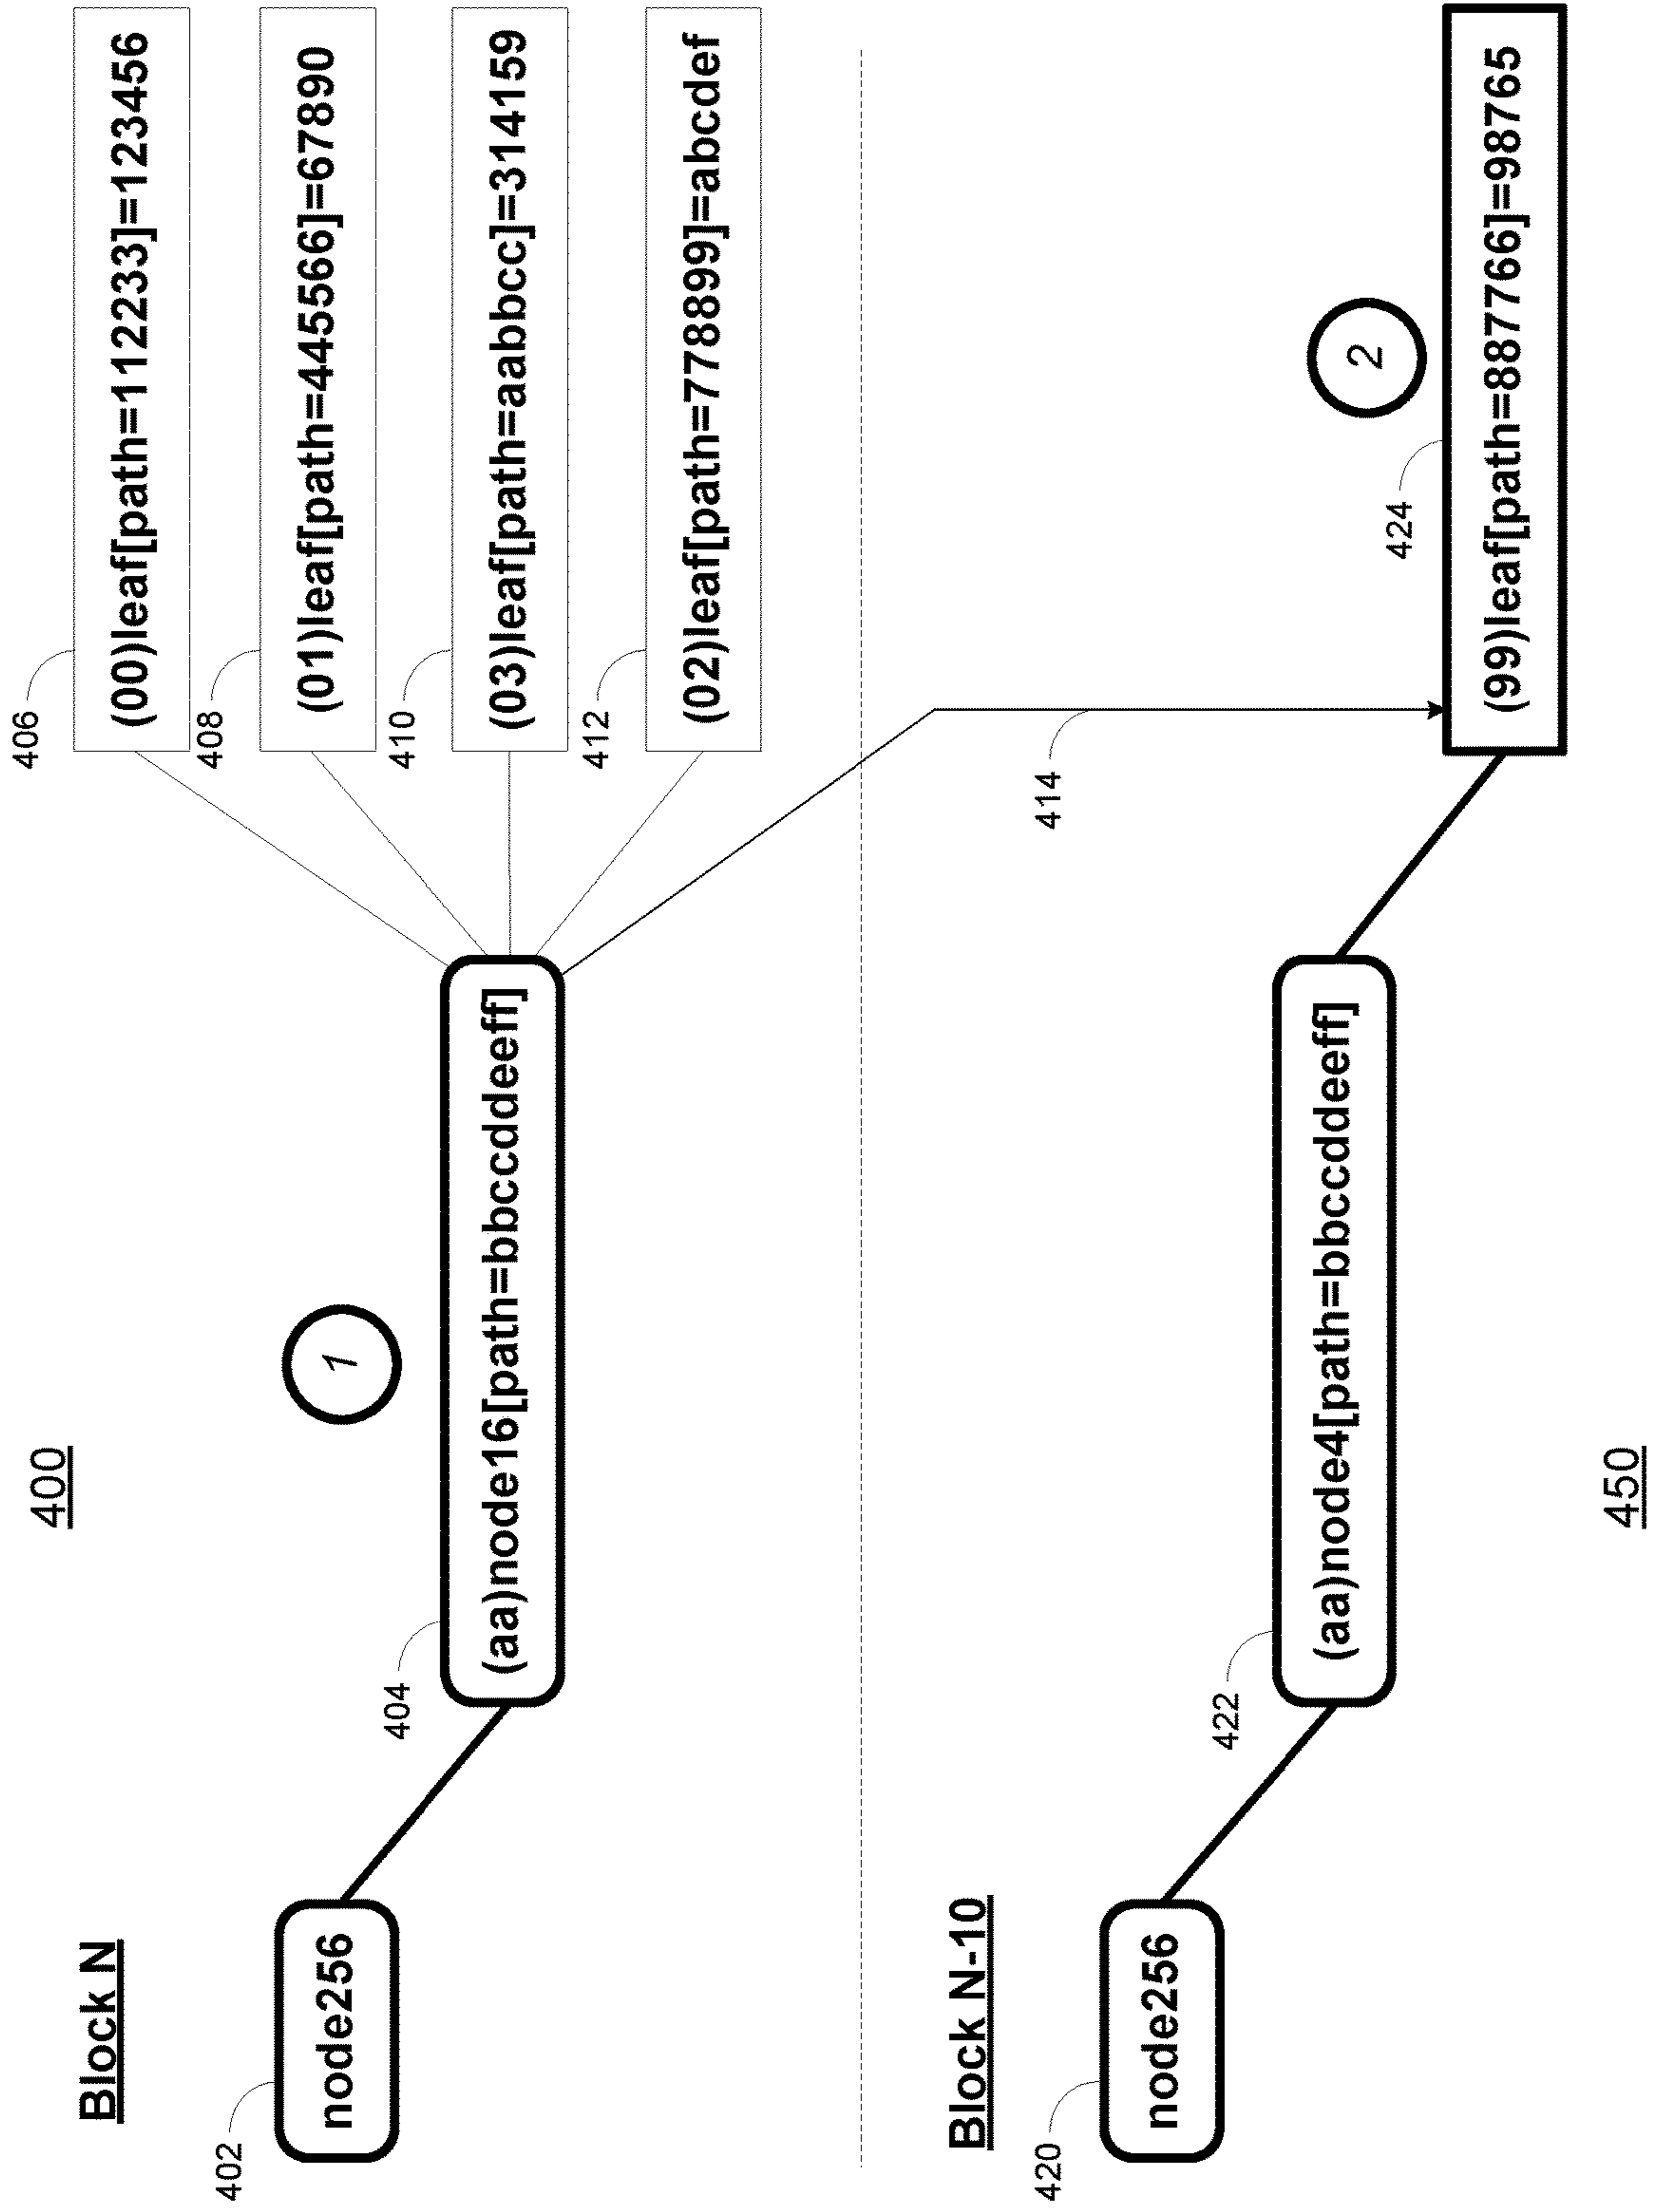 400
Block N
402
node256
404
(aa)node16[path=bbccddeeff]
1
406
(00)leaf[path=112233]=123456
408
(01)leaf[path=445566]=67890
410
(03)leaf[path=aabbcc]=314159
412
(02)leaf[path=778899]=abcdef
414
Block N-10
420
node256
422
(aa)node4[path=bbccddeeff]
424
2
(99)leaf[path=887766]=98765
450